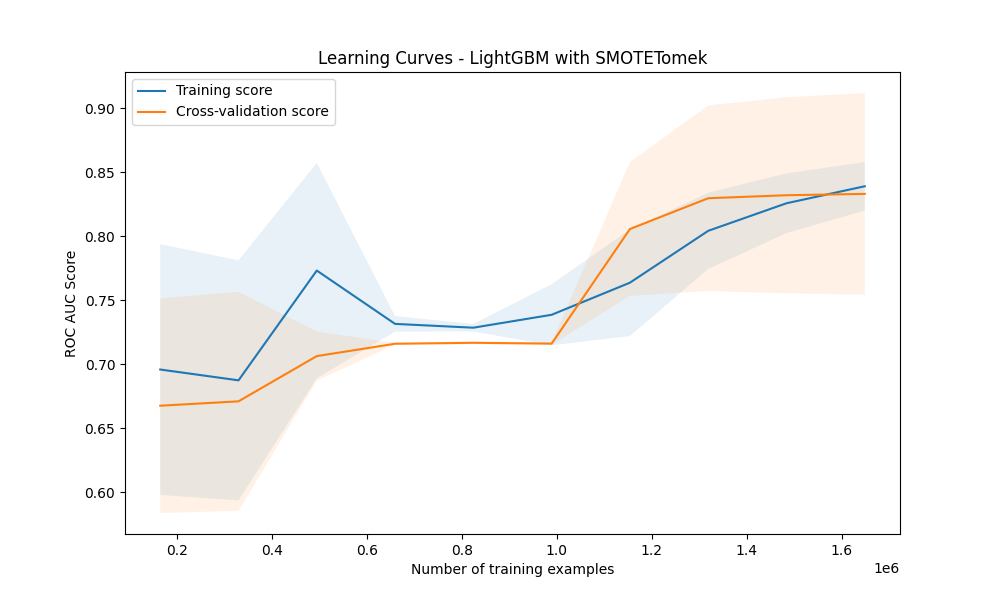 Learning Curves - LightGBM with SMOTETomek
Training score
Cross-validation score
0.90
0.85
0.80
0.75
0.70
0.65
0.60
ROC AUC Score
0.2 0.4 0.6 0.8 1.0 1.2 1.4 1.6
1e6
Number of training examples